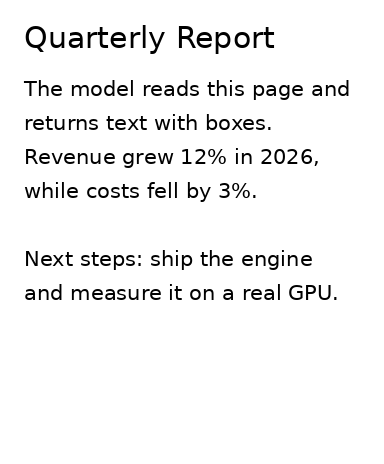 Quarterly Report
The model reads this page and
returns text with boxes.
Revenue grew 12% in 2026,
while costs fell by 3%.
Next steps: ship the engine
and measure it on a real GPU.